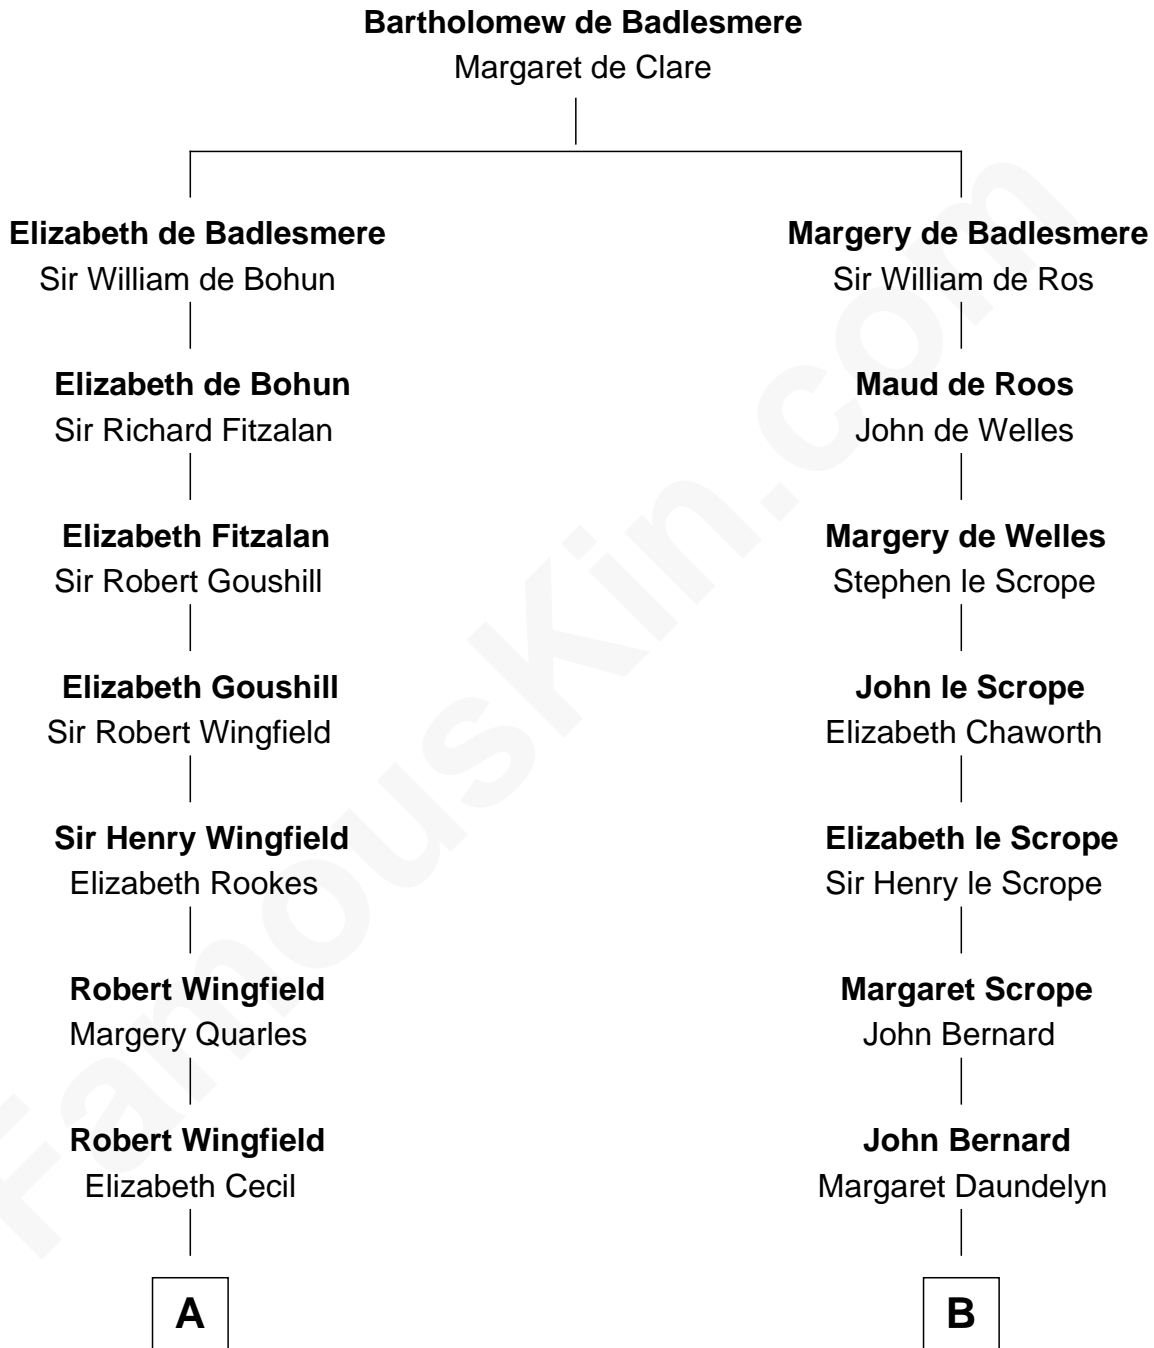 Bartholomew de Badlesmere
Margaret de Clare
Elizabeth de Badlesmere
Sir William de Bohun
Margery de Badlesmere
Sir William de Ros
Elizabeth de Bohun
Sir Richard Fitzalan
Maud de Roos
John de Welles
Elizabeth Fitzalan
Sir Robert Goushill
Margery de Welles
Stephen le Scrope
Elizabeth Goushill
Sir Robert Wingfield
John le Scrope
Elizabeth Chaworth
Sir Henry Wingfield
Elizabeth Rookes
Elizabeth le Scrope
Sir Henry le Scrope
Robert Wingfield
Margery Quarles
Margaret Scrope
John Bernard
Robert Wingfield
Elizabeth Cecil
John Bernard
Margaret Daundelyn
A
B
FamousKin.com